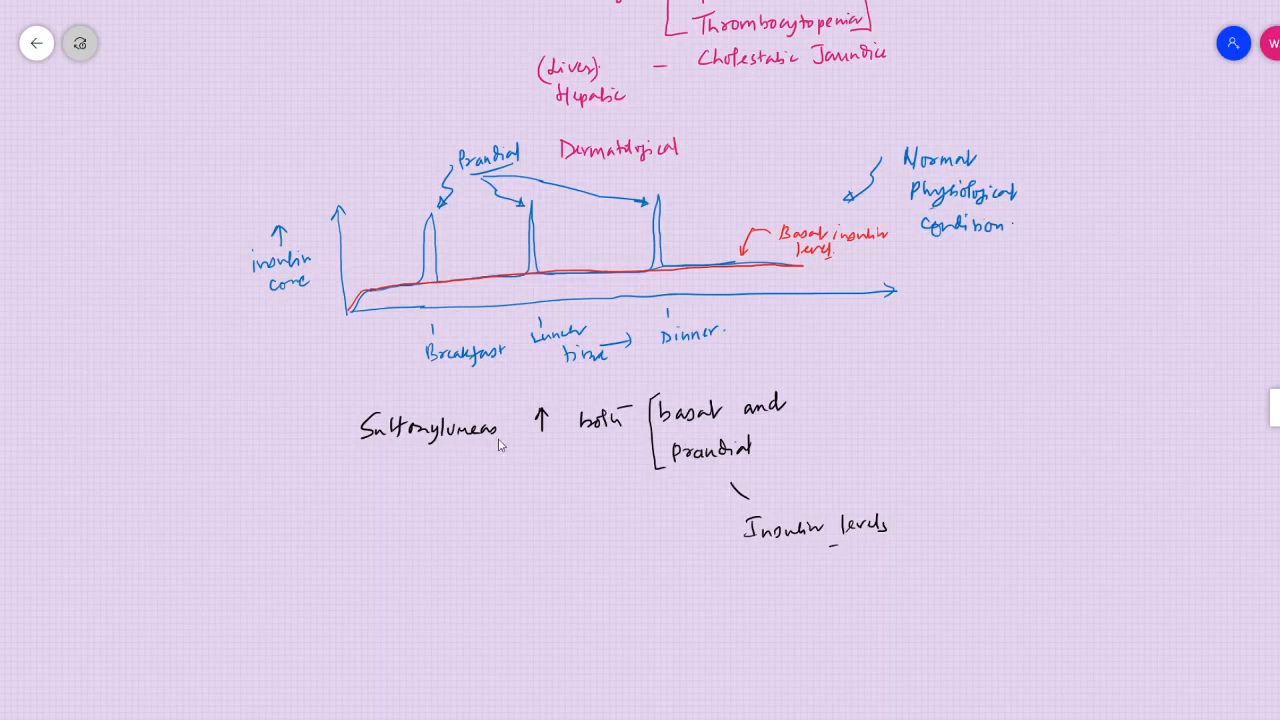 Thrombocytopenia
(Liver). – Cholestatic Jaundice
Hepatic
Prandial
Dermatological
Normal
Physiological
Condition.
↑
insulin
conc
Basal insulin
level.
Breakfast
Lunch
time →
Dinner.
Sulfonylureas ↑ both [basal and
Prandial
Insulin levels
W